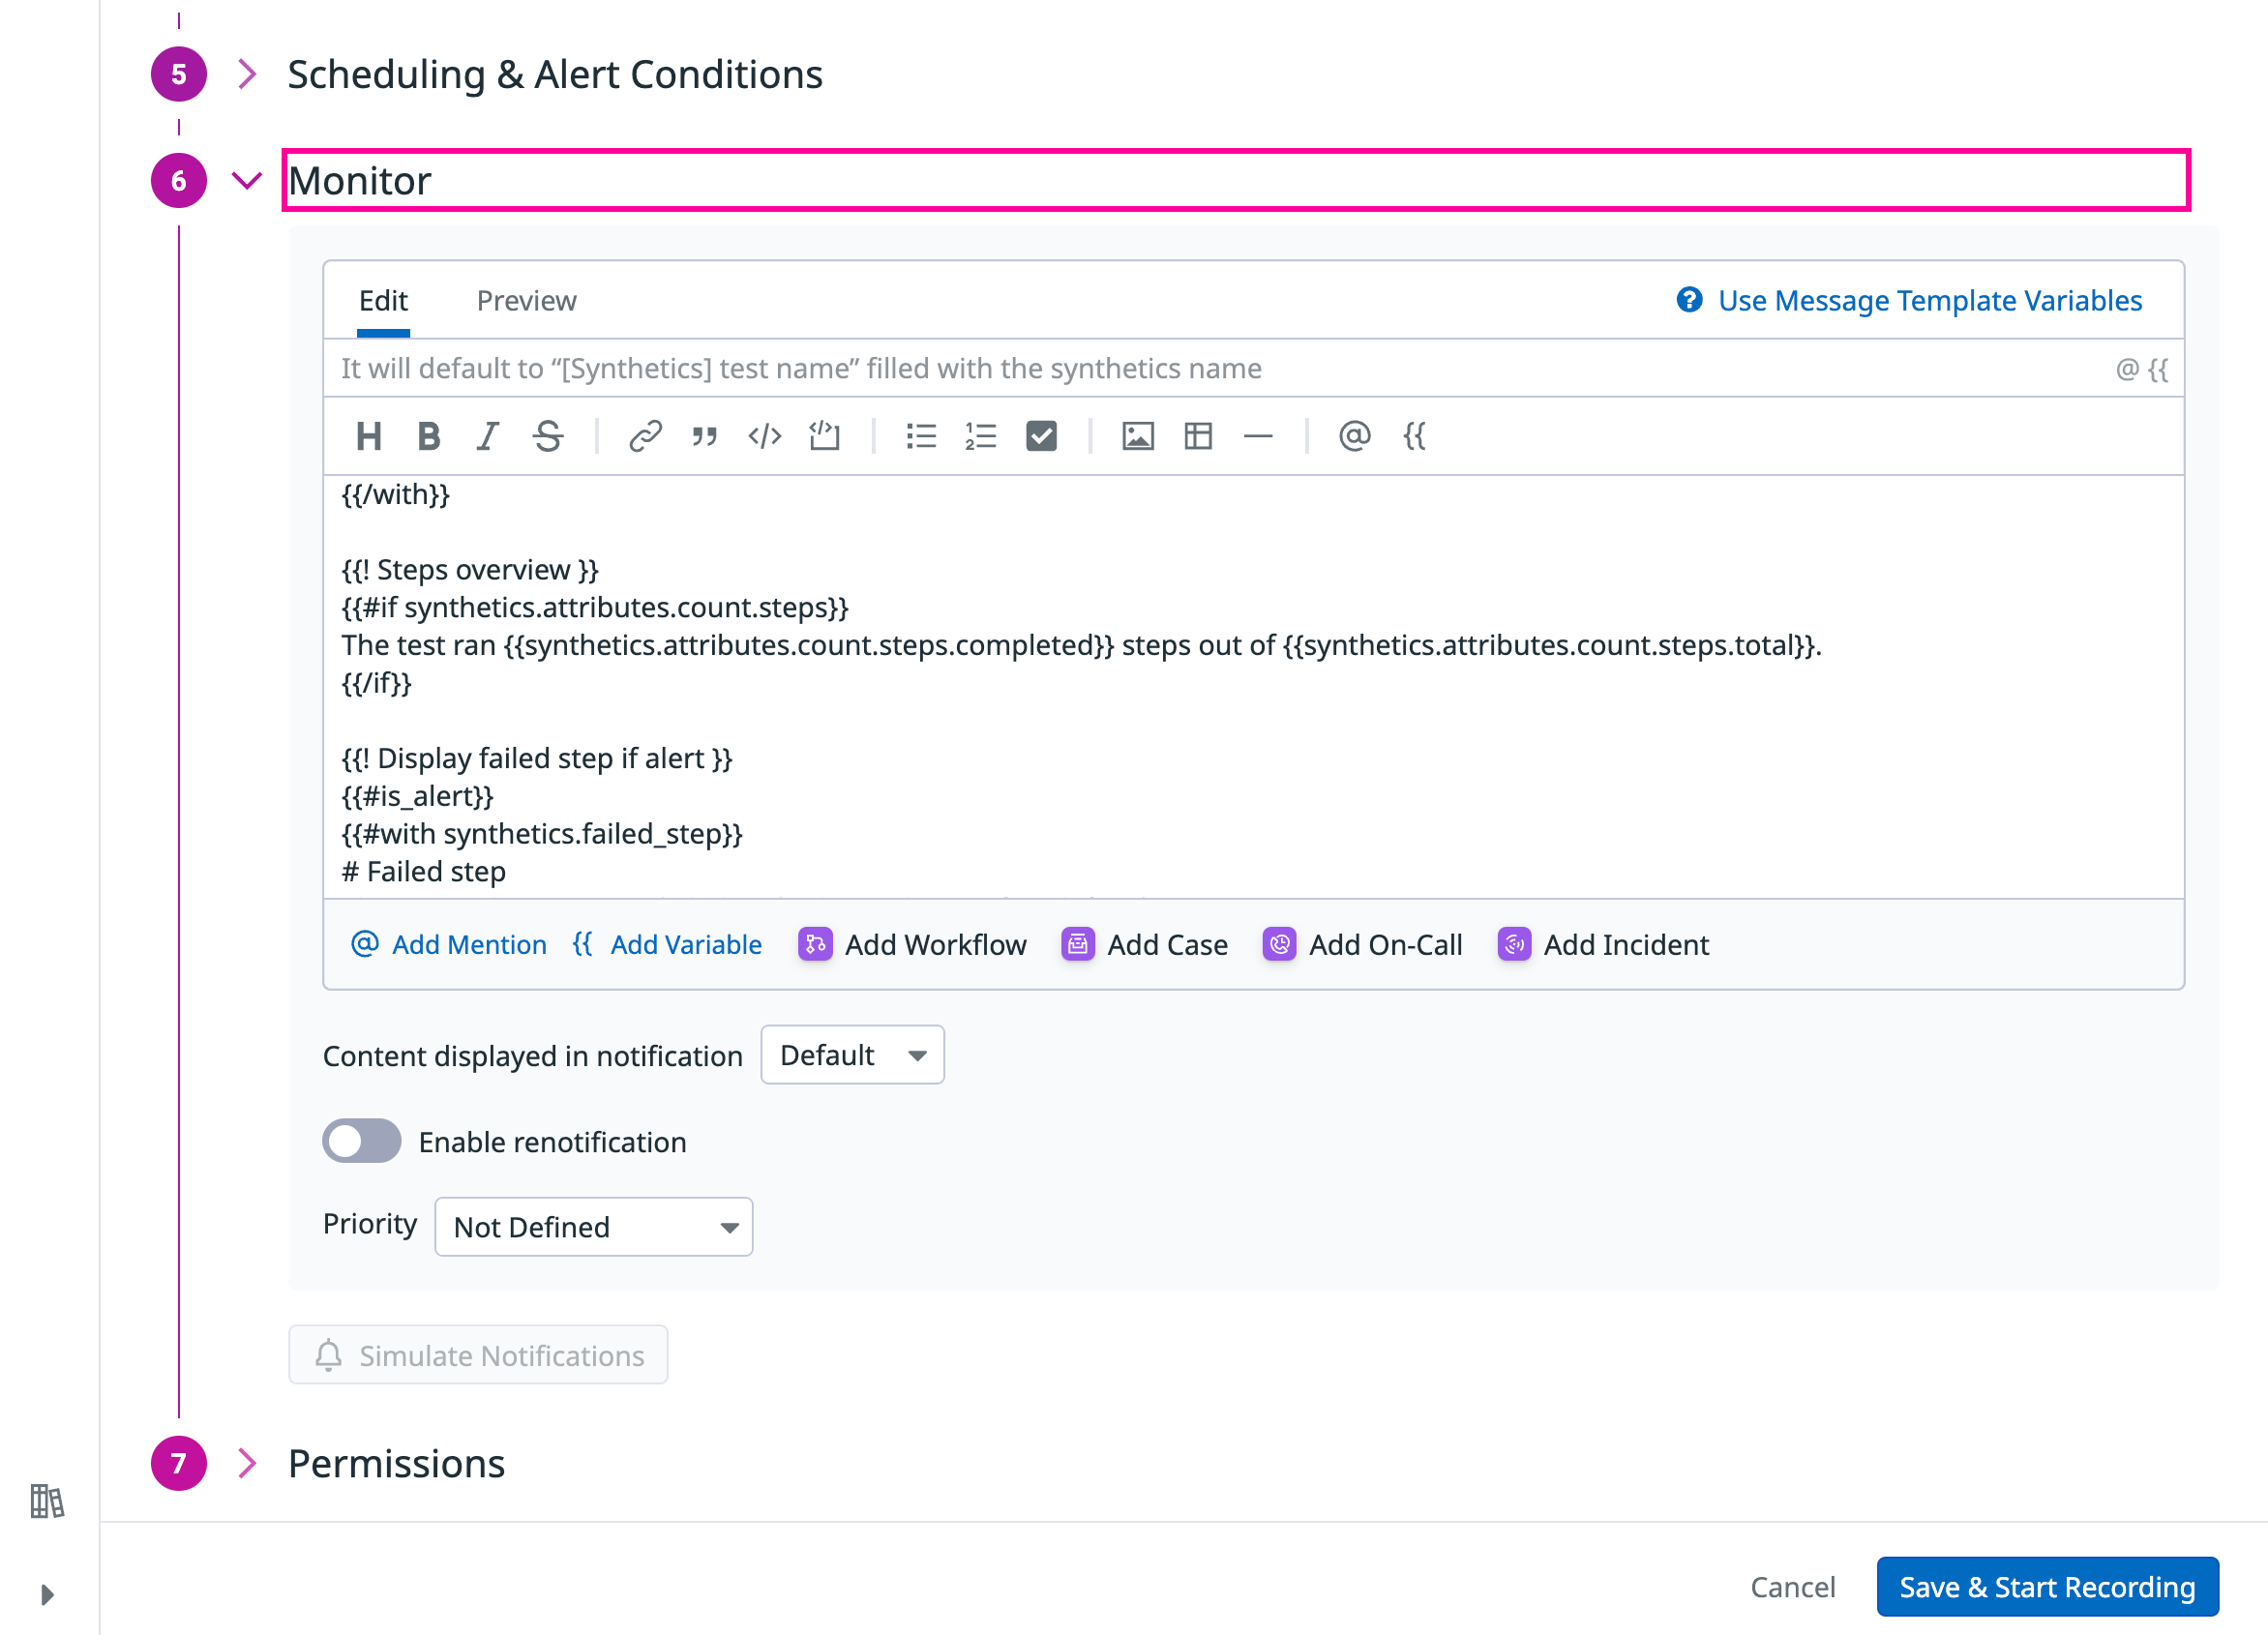 5 Scheduling & Alert Conditions
6 Monitor
Edit Preview Use Message Template Variables
It will default to “[Synthetics] test name” filled with the synthetics name @ {{
H B I S {{
{{/with}}
{{! Steps overview }}
{{#if synthetics.attributes.count.steps}}
The test ran {{synthetics.attributes.count.steps.completed}} steps out of {{synthetics.attributes.count.steps.total}}.
{{/if}}
{{! Display failed step if alert }}
{{#is_alert}}
{{#with synthetics.failed_step}}
# Failed step
@ Add Mention {{ Add Variable Add Workflow Add Case Add On-Call Add Incident
Content displayed in notification Default
Enable renotification
Priority Not Defined
Simulate Notifications
7 Permissions
Cancel Save & Start Recording